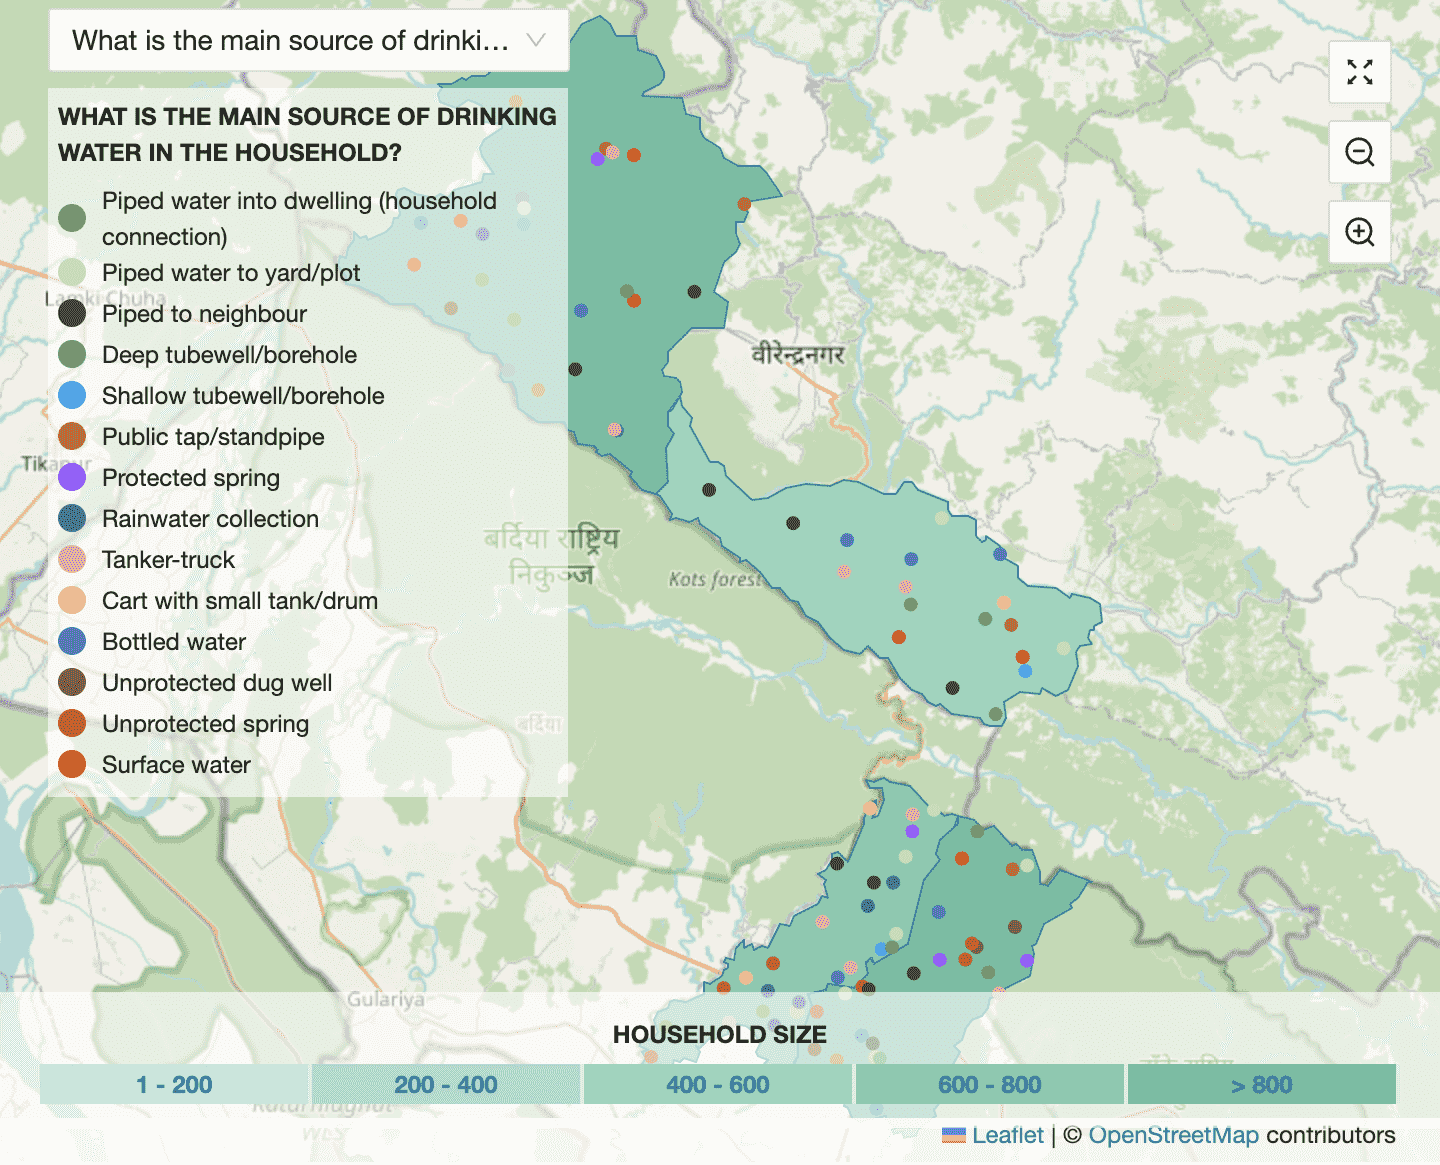 What is the main source of drinki...
WHAT IS THE MAIN SOURCE OF DRINKING
WATER IN THE HOUSEHOLD?
Piped water into dwelling (household
connection)
Piped water to yard/plot
Piped to neighbour
Deep tubewell/borehole
Shallow tubewell/borehole
Public tap/standpipe
Protected spring
Rainwater collection
Tanker-truck
Cart with small tank/drum
Bottled water
Unprotected dug well
Unprotected spring
Surface water
Lamki Chuha
Tikapur
वीरेन्द्रनगर
बर्दिया राष्ट्रिय
निकुञ्ज
Kots forest
बर्दिया
Gulariya
HOUSEHOLD SIZE
1 - 200
200 - 400
400 - 600
600 - 800
> 800
Leaflet | © OpenStreetMap contributors